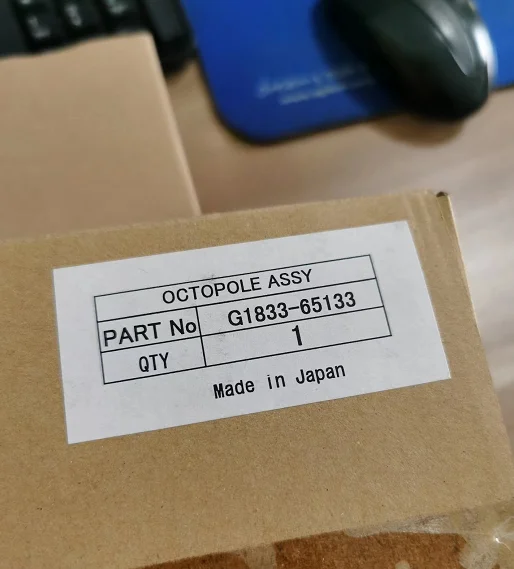 OCTOPOLE ASSY
PART No G1833-65133
QTY 1
Made in Japan